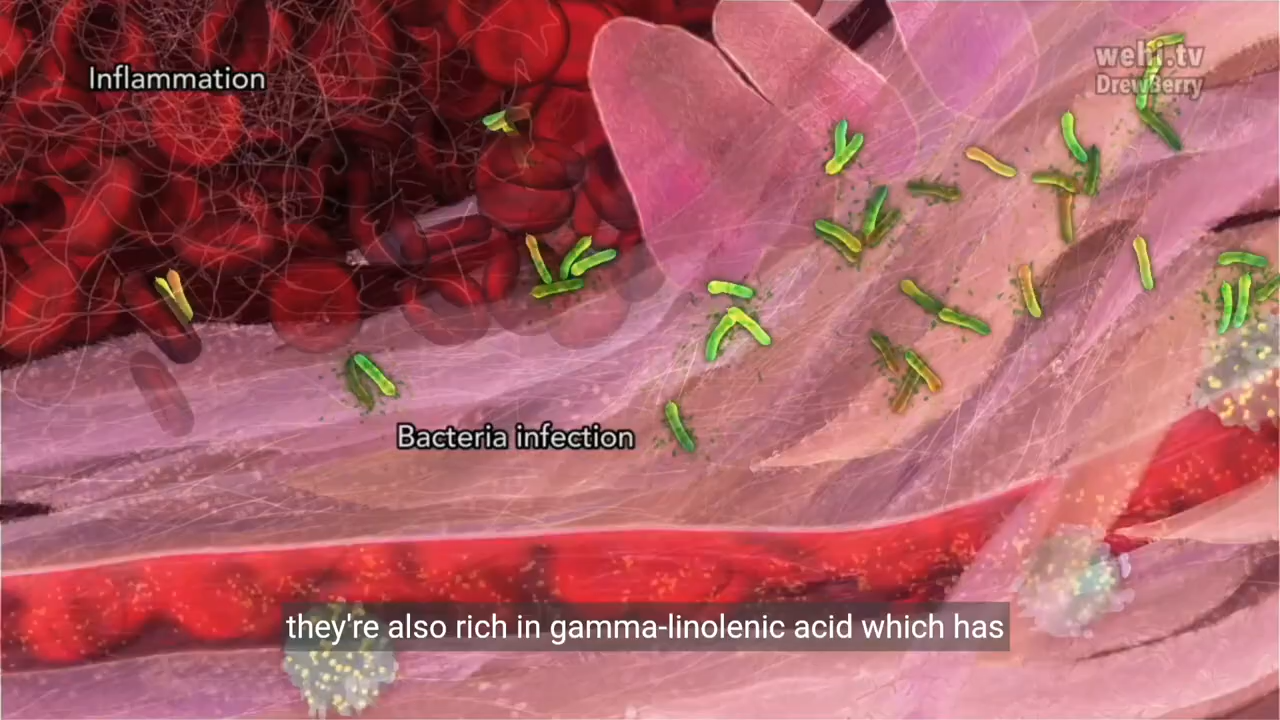 Inflammation
wehi.tv
DrewBerry
Bacteria infection
they're also rich in gamma-linolenic acid which has